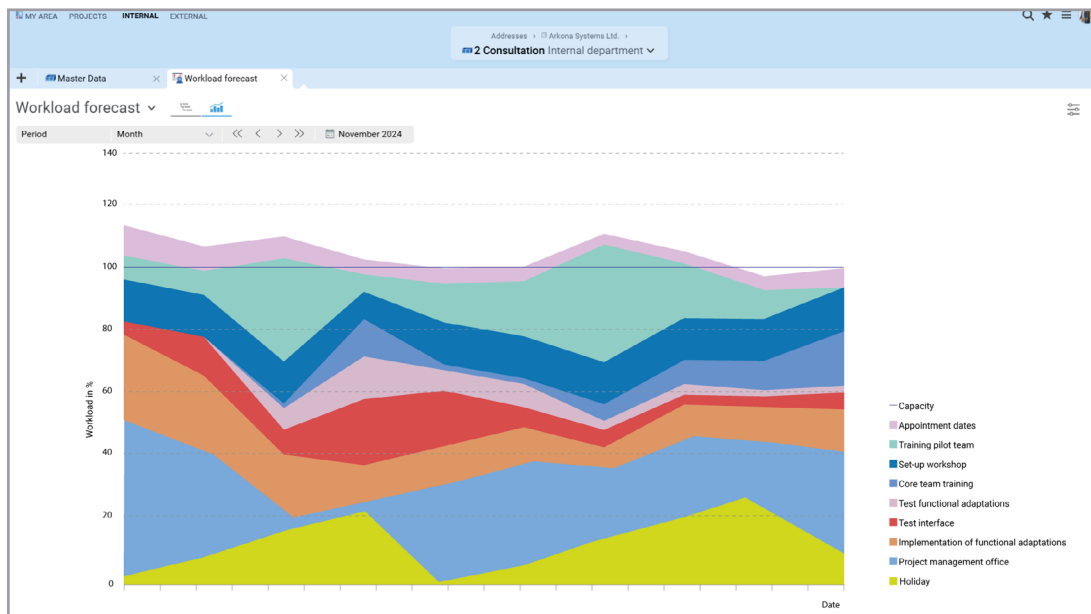 MY AREA PROJECTS INTERNAL EXTERNAL
Addresses > Arkona Systems Ltd. >
2 Consultation Internal department
+ Master Data × Workload forecast ×
Workload forecast
Period Month November 2024
140
120
100
80
60
40
20
0
Workload in %
Date
Capacity
Appointment dates
Training pilot team
Set-up workshop
Core team training
Test functional adaptations
Test interface
Implementation of functional adaptations
Project management office
Holiday